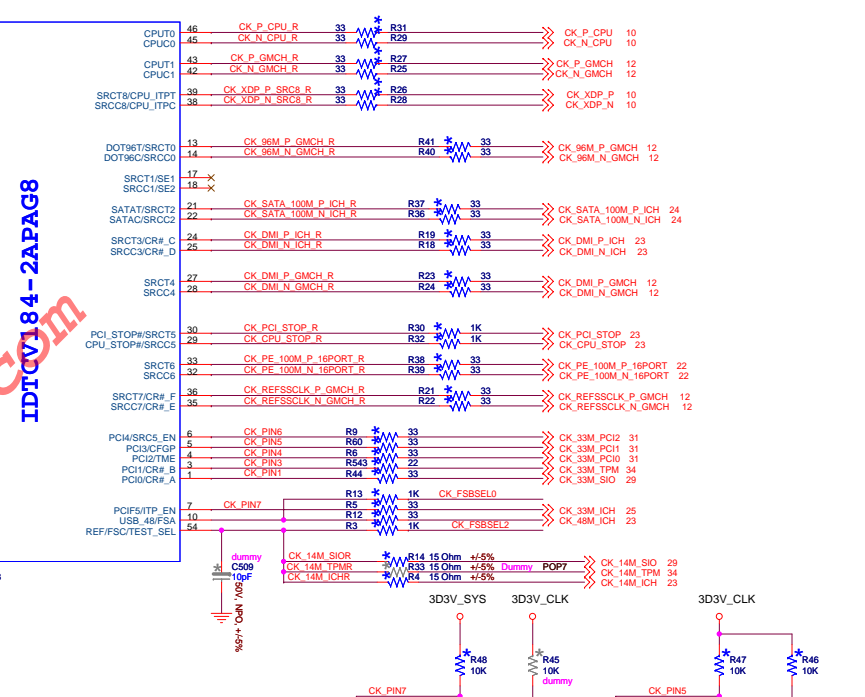 CPUT0 46 CK_P_CPU_R 33 * R31 CK_P_CPU 10
CPUC0 45 CK_N_CPU_R 33 * R29 CK_N_CPU 10
CPUT1 43 CK_P_GMCH_R 33 R27 CK_P_GMCH 12
CPUC1 42 CK_N_GMCH_R 33 * R25 CK_N_GMCH 12
SRCT8/CPU_ITPT 39 CK_XDP_P_SRC8_R 33 * R26 CK_XDP_P 10
SRCC8/CPU_ITPC 38 CK_XDP_N_SRC8_R 33 R28 CK_XDP_N 10
DOT96T/SRCT0 13 CK_96M_P_GMCH_R R41 * 33 CK_96M_P_GMCH 12
DOT96C/SRCC0 14 CK_96M_N_GMCH_R R40 * 33 CK_96M_N_GMCH 12
SRCT1/SE1 17
SRCC1/SE2 18
SATAT/SRCT2 21 CK_SATA_100M_P_ICH_R R37 * 33 CK_SATA_100M_P_ICH 24
SATAC/SRCC2 22 CK_SATA_100M_N_ICH_R R36 * 33 CK_SATA_100M_N_ICH 24
SRCT3/CR#_C 24 CK_DMI_P_ICH_R R19 * 33 CK_DMI_P_ICH 23
SRCC3/CR#_D 25 CK_DMI_N_ICH_R R18 * 33 CK_DMI_N_ICH 23
SRCT4 27 CK_DMI_P_GMCH_R R23 * 33 CK_DMI_P_GMCH 12
SRCC4 28 CK_DMI_N_GMCH_R R24 * 33 CK_DMI_N_GMCH 12
PCI_STOP#/SRCT5 30 CK_PCI_STOP_R R30 * 1K CK_PCI_STOP 23
CPU_STOP#/SRCC5 29 CK_CPU_STOP_R R32 * 1K CK_CPU_STOP 23
SRCT6 33 CK_PE_100M_P_16PORT_R R38 * 33 CK_PE_100M_P_16PORT 22
SRCC6 32 CK_PE_100M_N_16PORT_R R39 * 33 CK_PE_100M_N_16PORT 22
SRCT7/CR#_F 36 CK_REFSSCLK_P_GMCH_R R21 * 33 CK_REFSSCLK_P_GMCH 12
SRCC7/CR#_E 35 CK_REFSSCLK_N_GMCH_R R22 * 33 CK_REFSSCLK_N_GMCH 12
PCI4/SRC5_EN 6 CK_PIN6 R9 * 33 CK_33M_PCI2 31
PCI3/CFGP 5 CK_PIN5 R60 * 33 CK_33M_PCI1 31
PCI2/TME 4 CK_PIN4 R6 * 33 CK_33M_PCI0 31
PCI1/CR#_B 3 CK_PIN3 R543 * 22 CK_33M_TPM 34
PCI0/CR#_A 1 CK_PIN1 R44 * 33 CK_33M_SIO 29
R13 * 1K CK_FSBSEL0
PCIF5/ITP_EN 7 CK_PIN7 R5 * 33 CK_33M_ICH 25
USB_48/FSA 10 R12 * 33 CK_48M_ICH 23
REF/FSC/TEST_SEL 54 R3 * 1K CK_FSBSEL2
CK_14M_SIOR * R14 15 Ohm +/-5% CK_14M_SIO 29
CK_14M_TPMR * R33 15 Ohm +/-5% Dummy POP7 CK_14M_TPM 34
CK_14M_ICHR * R4 15 Ohm +/-5% CK_14M_ICH 23
dummy
* C509
10pF
50V, NPO, +/-5%
IDTCV184-2APAG8
com
3D3V_SYS 3D3V_CLK 3D3V_CLK
* R48 * R45 * R47 * R46
10K 10K 10K 10K
dummy
CK_PIN7 CK_PIN5